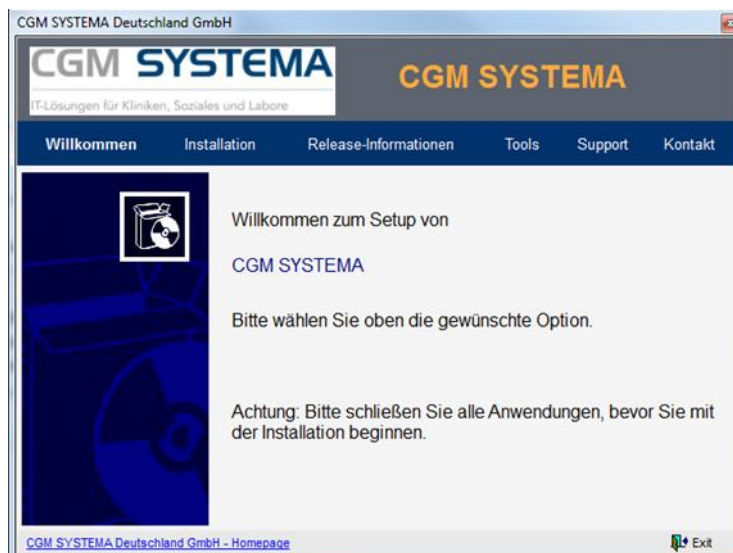 CGM SYSTEMA Deutschland GmbH
CGM SYSTEMA
IT-Lösungen für Kliniken, Soziales und Labore
CGM SYSTEMA
Willkommen Installation Release-Informationen Tools Support Kontakt
Willkommen zum Setup von
CGM SYSTEMA
Bitte wählen Sie oben die gewünschte Option.
Achtung: Bitte schließen Sie alle Anwendungen, bevor Sie mit
der Installation beginnen.
CGM SYSTEMA Deutschland GmbH - Homepage
Exit